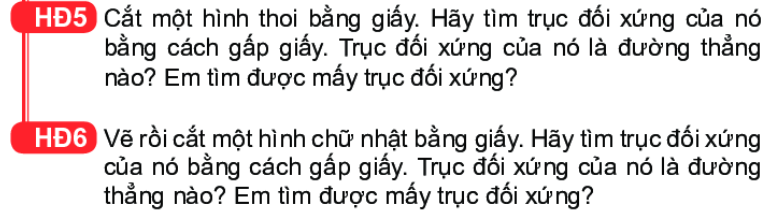 HĐ5 Cắt một hình thoi bằng giấy. Hãy tìm trục đối xứng của nó
bằng cách gấp giấy. Trục đối xứng của nó là đường thẳng
nào? Em tìm được mấy trục đối xứng?
HĐ6 Vẽ rồi cắt một hình chữ nhật bằng giấy. Hãy tìm trục đối xứng
của nó bằng cách gấp giấy. Trục đối xứng của nó là đường
thẳng nào? Em tìm được mấy trục đối xứng?